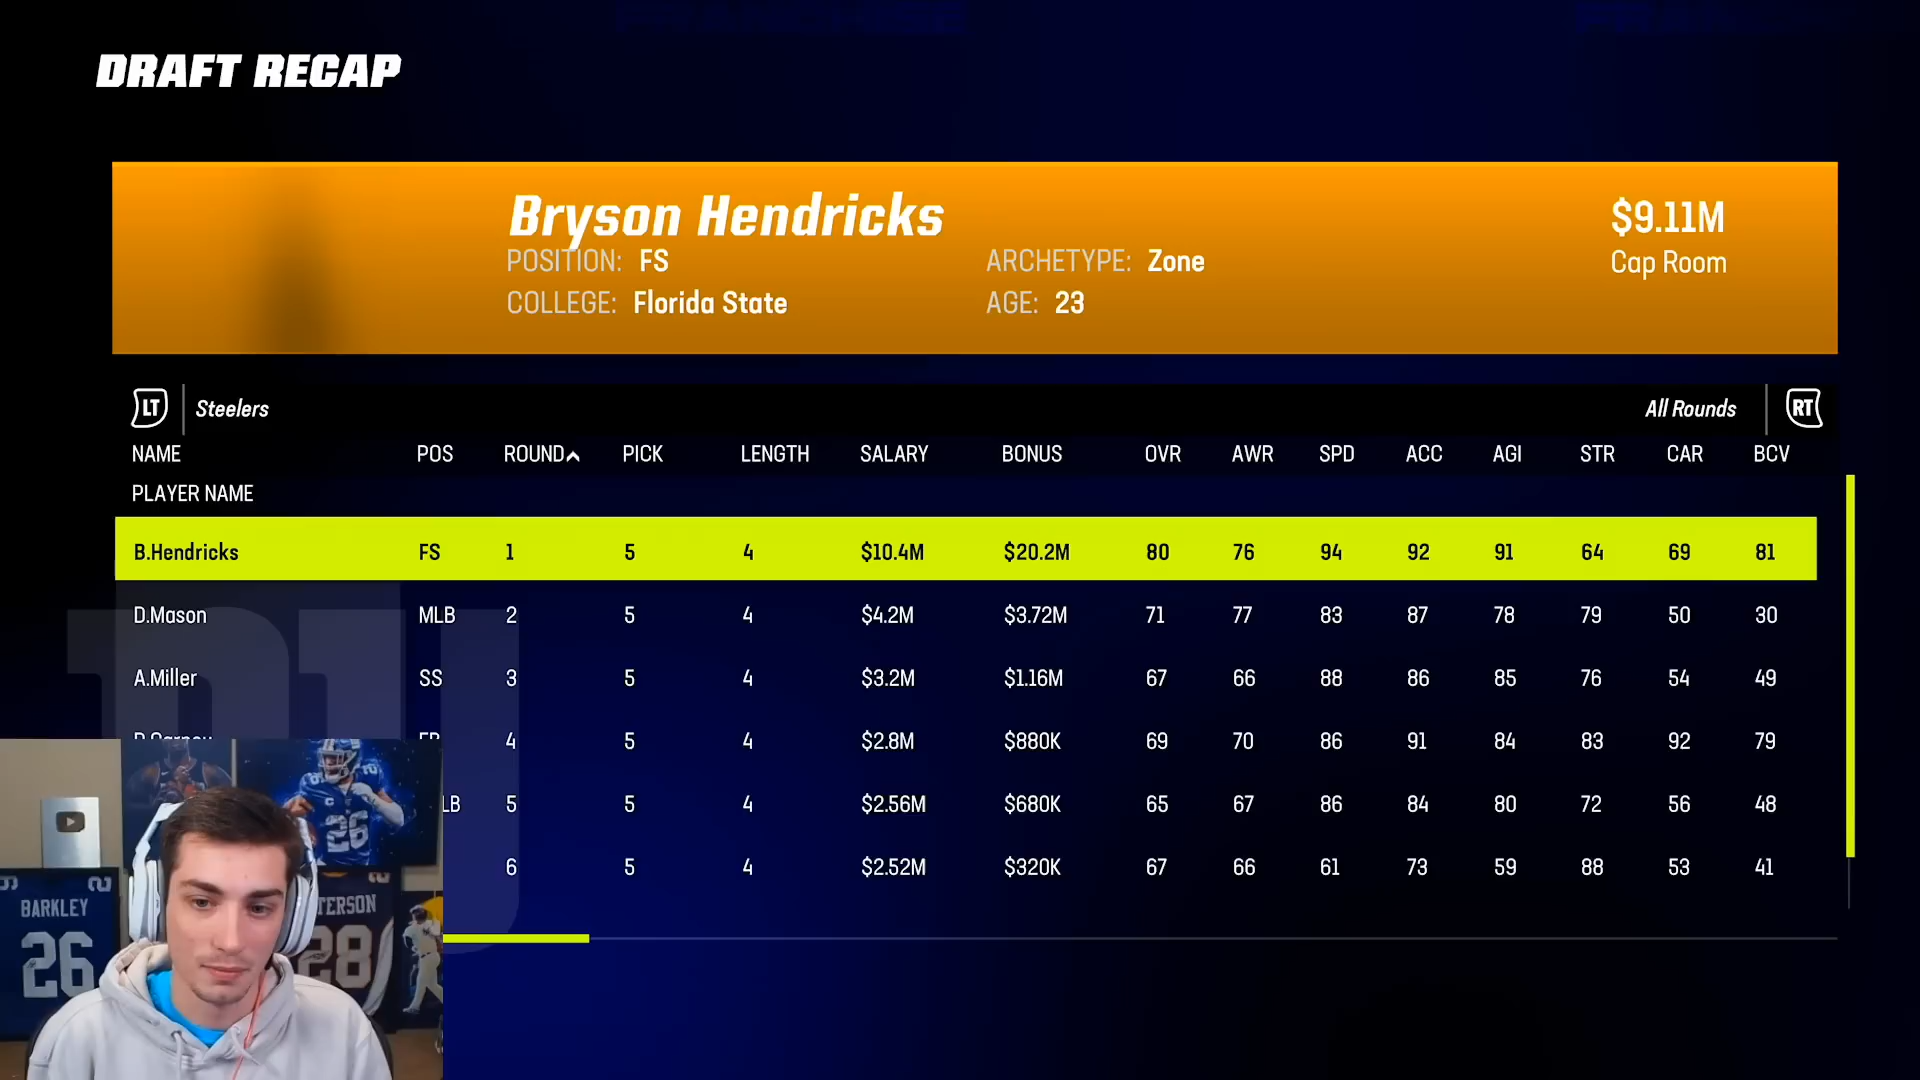 DRAFT RECAP
Bryson Hendricks
POSITION: FS
ARCHETYPE: Zone
COLLEGE: Florida State
AGE: 23
$9.11M
Cap Room
LT Steelers All Rounds RT
NAME POS ROUND PICK LENGTH SALARY BONUS OVR AWR SPD ACC AGI STR CAR BCV
PLAYER NAME
B.Hendricks FS 1 5 4 $10.4M $20.2M 80 76 94 92 91 64 69 81
D.Mason MLB 2 5 4 $4.2M $3.72M 71 77 83 87 78 79 50 30
A.Miller SS 3 5 4 $3.2M $1.16M 67 66 88 86 85 76 54 49
4 5 4 $2.8M $880K 69 70 86 91 84 83 92 79
LB 5 5 4 $2.56M $680K 65 67 86 84 80 72 56 48
6 5 4 $2.52M $320K 67 66 61 73 59 88 53 41
26
BARKLEY
26
TERSON
28